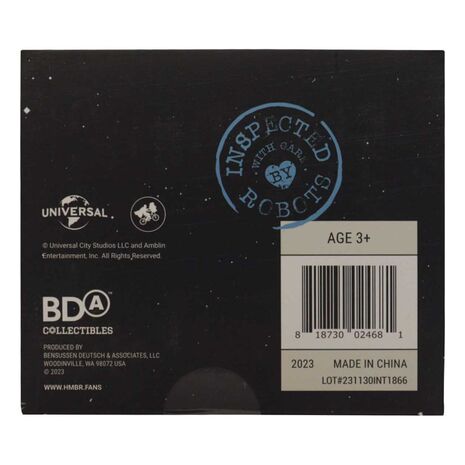 INSPECTED
WITH CARE
BY
ROBOTS
UNIVERSAL
© Universal City Studios LLC and Amblin
Entertainment, Inc. All Rights Reserved.
BDA™
COLLECTIBLES
PRODUCED BY
BENSUSSEN DEUTSCH & ASSOCIATES, LLC
WOODINVILLE, WA 98072 USA
© 2023
WWW.HMBR.FANS
AGE 3+
8 18730 02468 1
2023 MADE IN CHINA
LOT#231130INT1866